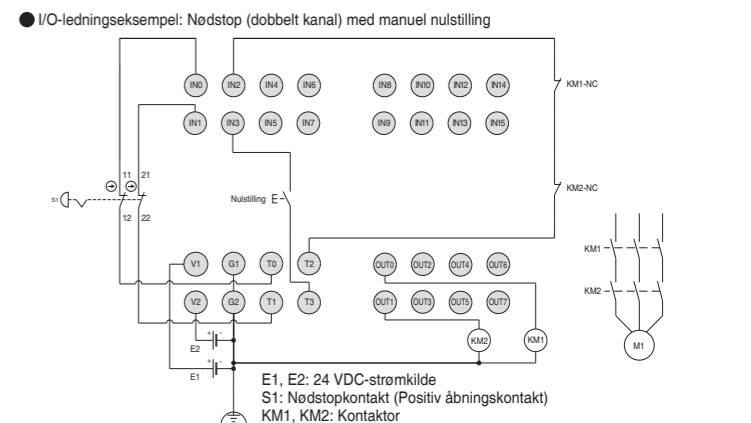 ● I/O-ledningseksempel: Nødstop (dobbelt kanal) med manuel nulstilling
IN0 IN2 IN4 IN6 IN8 IN10 IN12 IN14
KM1-NC
IN1 IN3 IN5 IN7 IN9 IN11 IN13 IN15
11 21
S1
12 22
Nulstilling
KM2-NC
KM1
KM2
M1
V1 G1 T0 T2 OUT0 OUT2 OUT4 OUT6
V2 G2 T1 T3 OUT1 OUT3 OUT5 OUT7
KM2 KM1
+ -
E2
+ -
E1
E1, E2: 24 VDC-strømkilde
S1: Nødstopkontakt (Positiv åbningskontakt)
KM1, KM2: Kontaktor